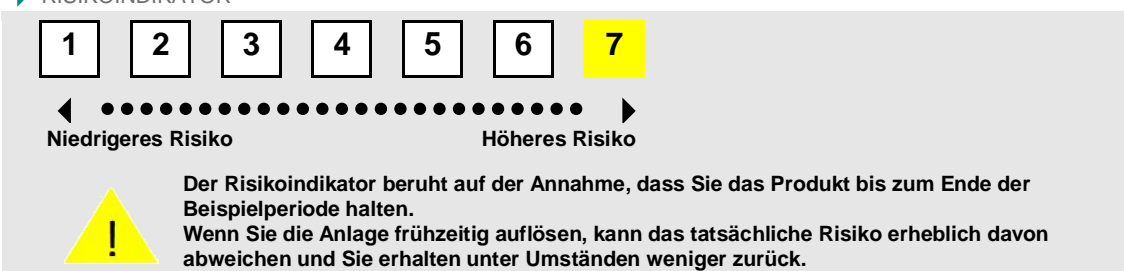 RISIKOINDIKATOR
1 2 3 4 5 6 7
Niedrigeres Risiko Höheres Risiko
Der Risikoindikator beruht auf der Annahme, dass Sie das Produkt bis zum Ende der
Beispielperiode halten.
! Wenn Sie die Anlage frühzeitig auflösen, kann das tatsächliche Risiko erheblich davon
abweichen und Sie erhalten unter Umständen weniger zurück.